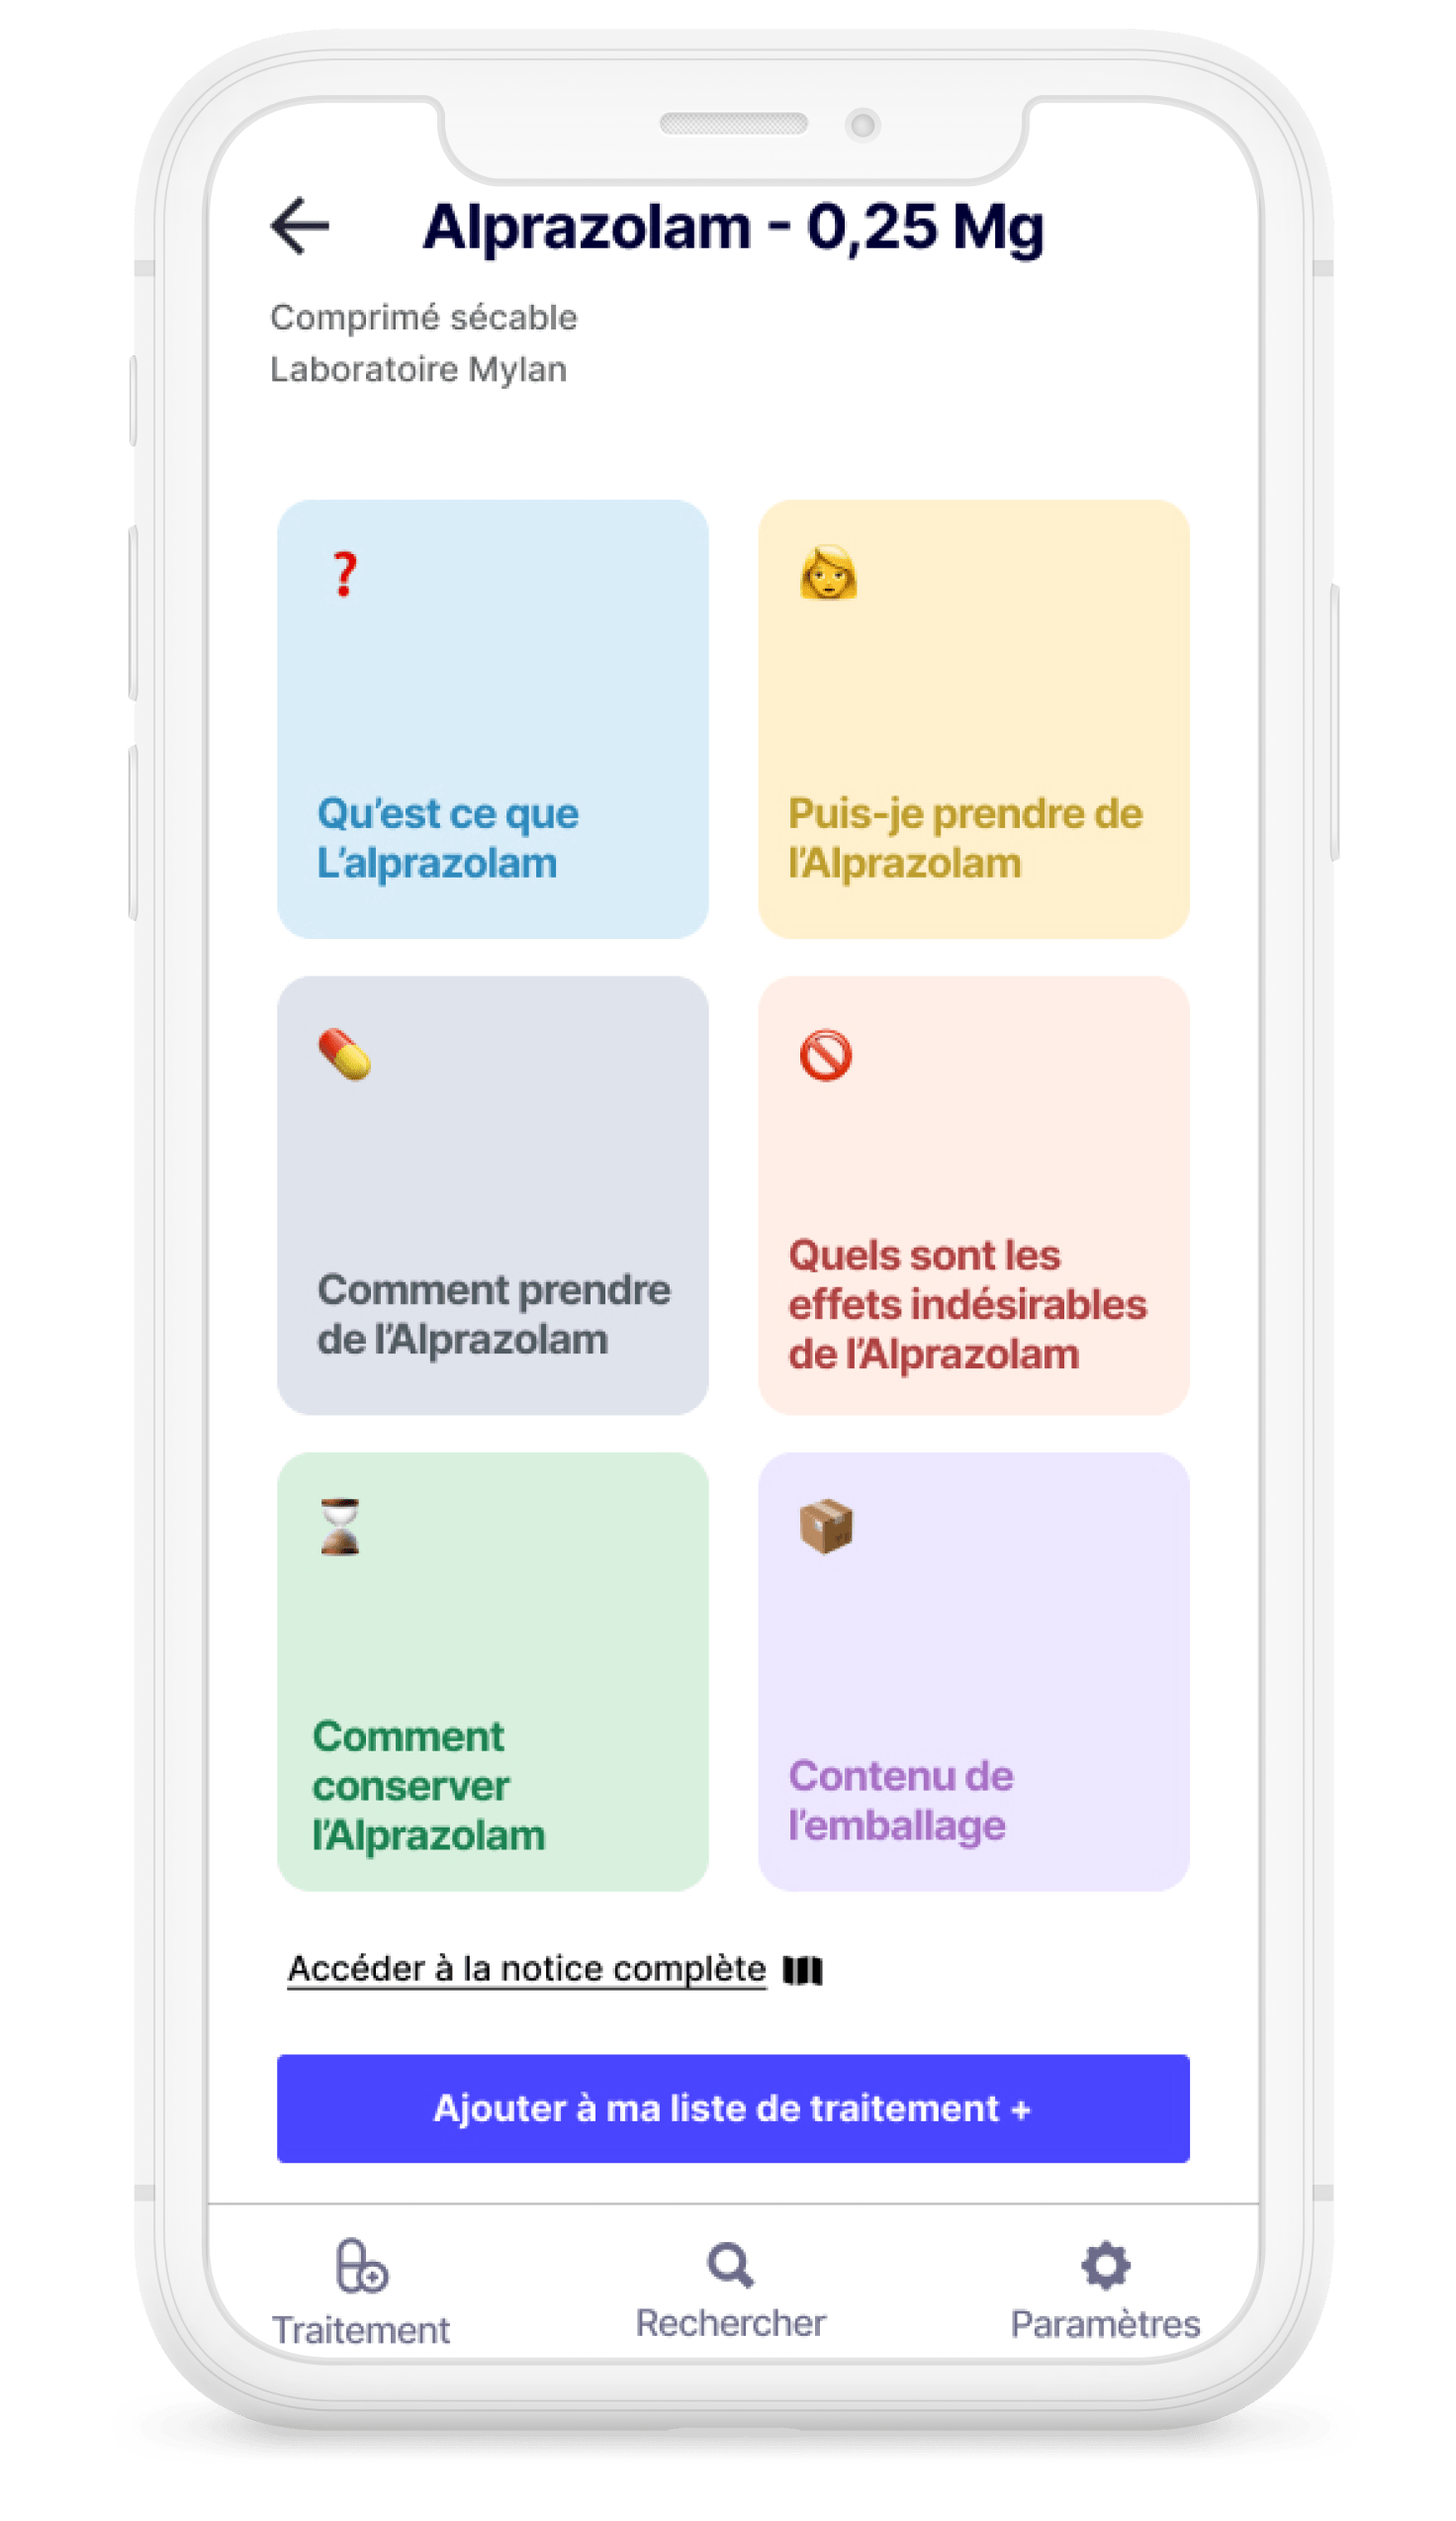 Alprazolam - 0,25 Mg
Comprimé sécable
Laboratoire Mylan
Qu’est ce que
L’alprazolam
Puis-je prendre de
l’Alprazolam
Comment prendre
de l’Alprazolam
Quels sont les
effets indésirables
de l’Alprazolam
Comment
conserver
l’Alprazolam
Contenu de
l’emballage
Accéder à la notice complète
Ajouter à ma liste de traitement +
Traitement
Rechercher
Paramètres